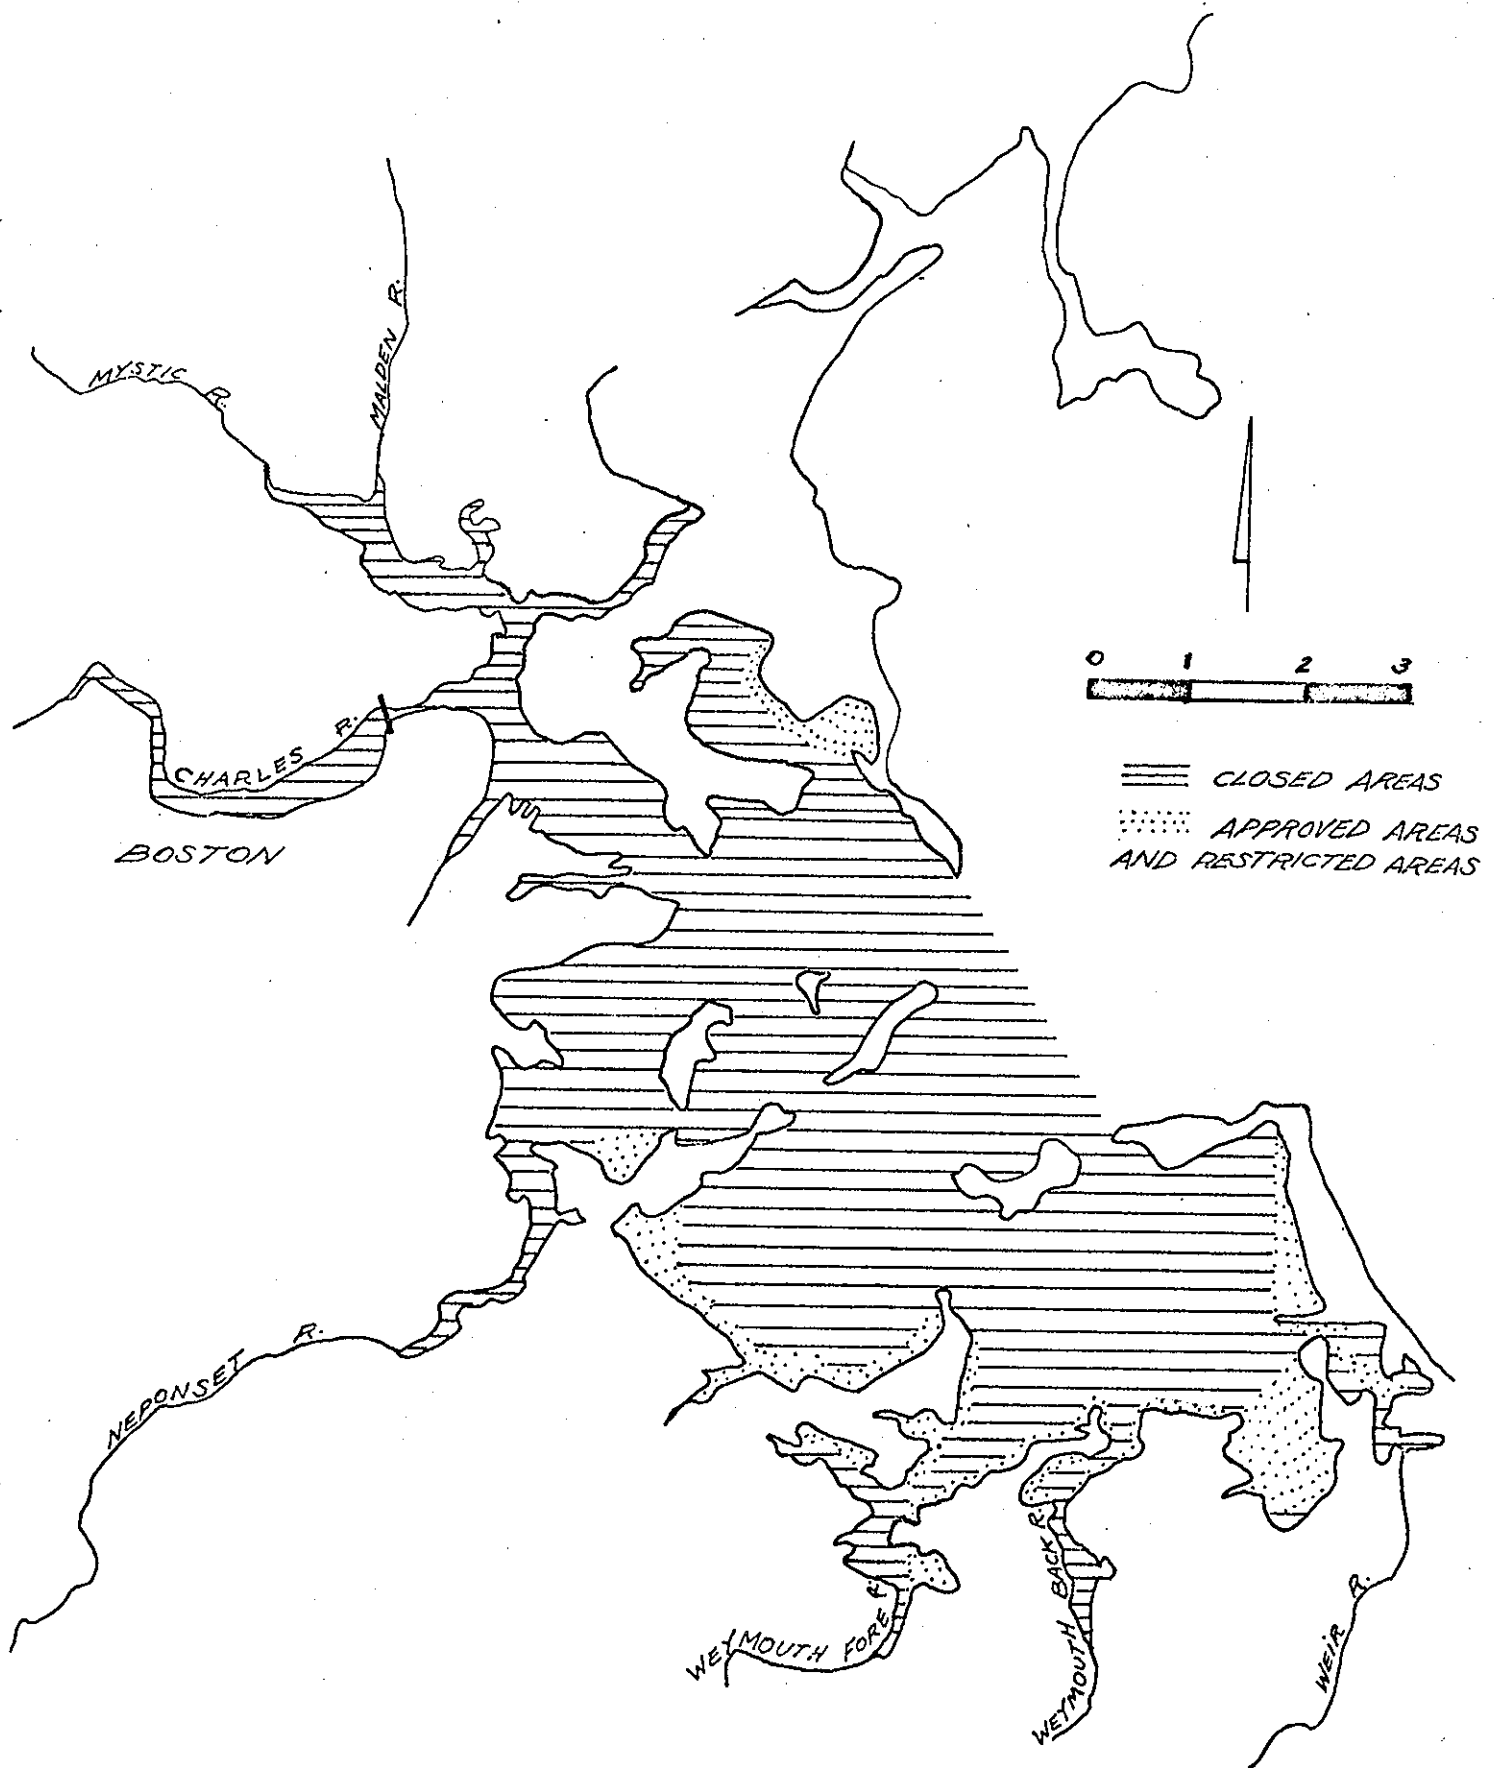 MALDEN R.
MYSTIC R.
0 1 2 3
CHARLES R.
CLOSED AREAS
APPROVED AREAS
AND RESTRICTED AREAS
BOSTON
NEPONSET R.
WEYMOUTH FORE R.
WEYMOUTH BACK R.
WEIR R.